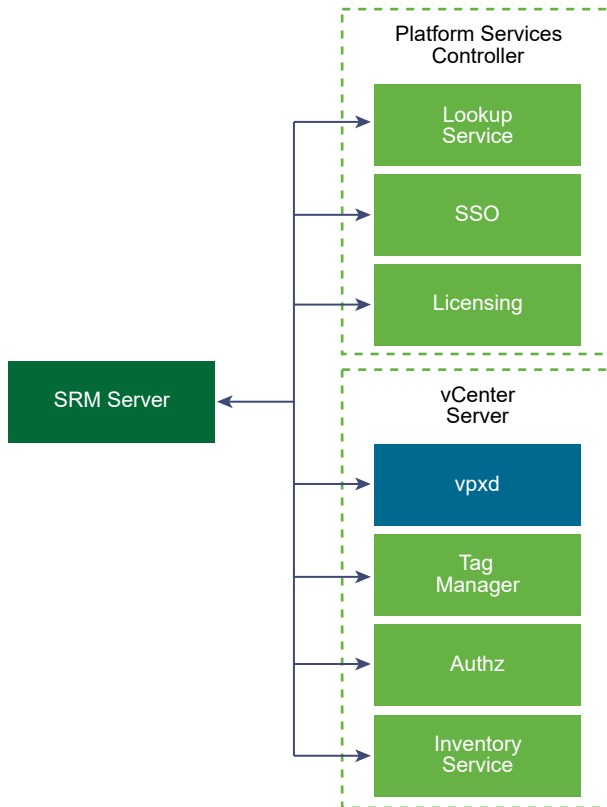 Platform Services
Controller
Lookup
Service
SSO
Licensing
SRM Server
vCenter
Server
vpxd
Tag
Manager
Authz
Inventory
Service